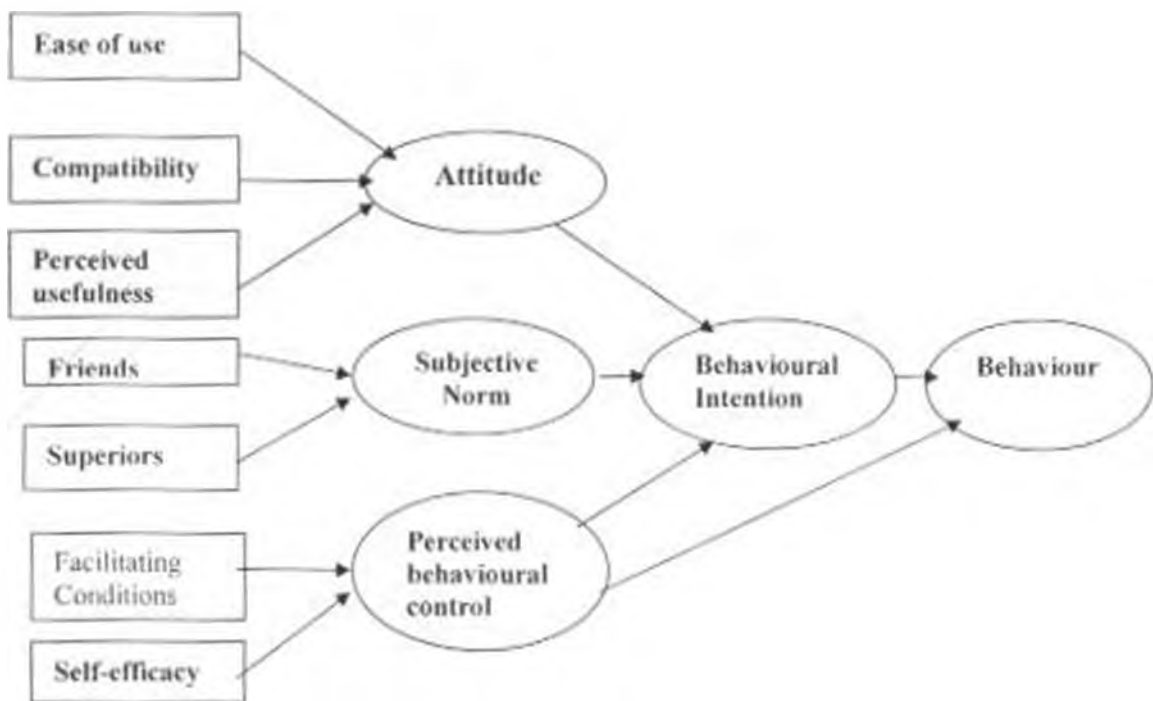 Ease of use
Compatibility
Attitude
Perceived
usefulness
Friends
Subjective
Norm
Behavioural
Intention
Behaviour
Superiors
Facilitating
Conditions
Perceived
behavioural
control
Self-efficacy